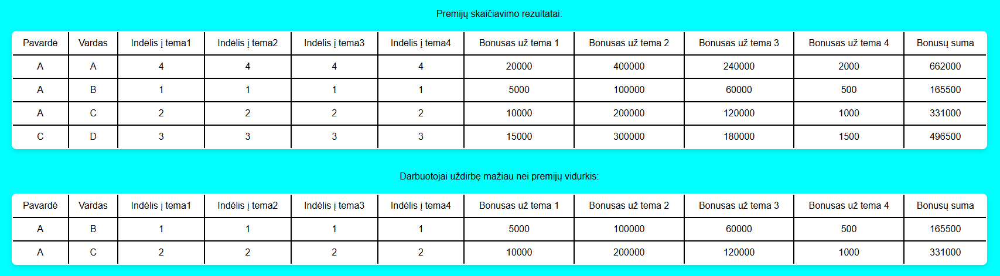 Premijų skaičiavimo rezultatai:
Pavardė Vardas Indėlis į tema1 Indėlis į tema2 Indėlis į tema3 Indėlis į tema4 Bonusas už tema 1 Bonusas už tema 2 Bonusas už tema 3 Bonusas už tema 4 Bonusų suma
A A 4 4 4 4 20000 400000 240000 2000 662000
A B 1 1 1 1 5000 100000 60000 500 165500
A C 2 2 2 2 10000 200000 120000 1000 331000
C D 3 3 3 3 15000 300000 180000 1500 496500
Darbuotojai uždirbę mažiau nei premijų vidurkis:
Pavardė Vardas Indėlis į tema1 Indėlis į tema2 Indėlis į tema3 Indėlis į tema4 Bonusas už tema 1 Bonusas už tema 2 Bonusas už tema 3 Bonusas už tema 4 Bonusų suma
A B 1 1 1 1 5000 100000 60000 500 165500
A C 2 2 2 2 10000 200000 120000 1000 331000